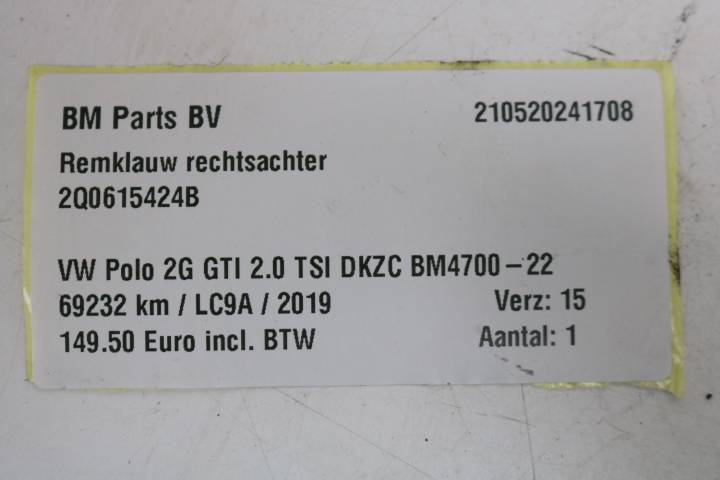 BM Parts BV 210520241708
Remklauw rechtsachter
2Q0615424B
VW Polo 2G GTI 2.0 TSI DKZC BM4700-22
69232 km / LC9A / 2019 Verz: 15
149.50 Euro incl. BTW Aantal: 1